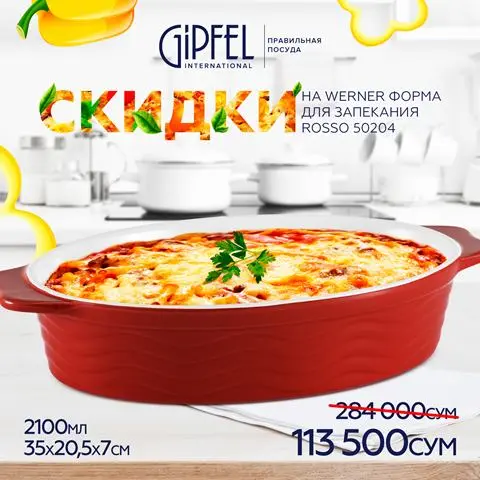 GiPFEL
INTERNATIONAL
ПРАВИЛЬНАЯ
ПОСУДА
СКИДКИ
НА WERNER ФОРМА
ДЛЯ ЗАПЕКАНИЯ
ROSSO 50204
284 000СУМ
2100МЛ
113 500СУМ
35Х20,5Х7СМ